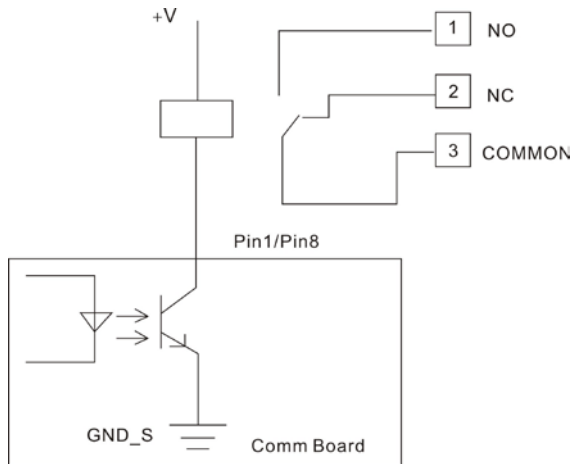 +V
1 NO
2 NC
3 COMMON
Pin1/Pin8
GND_S
Comm Board